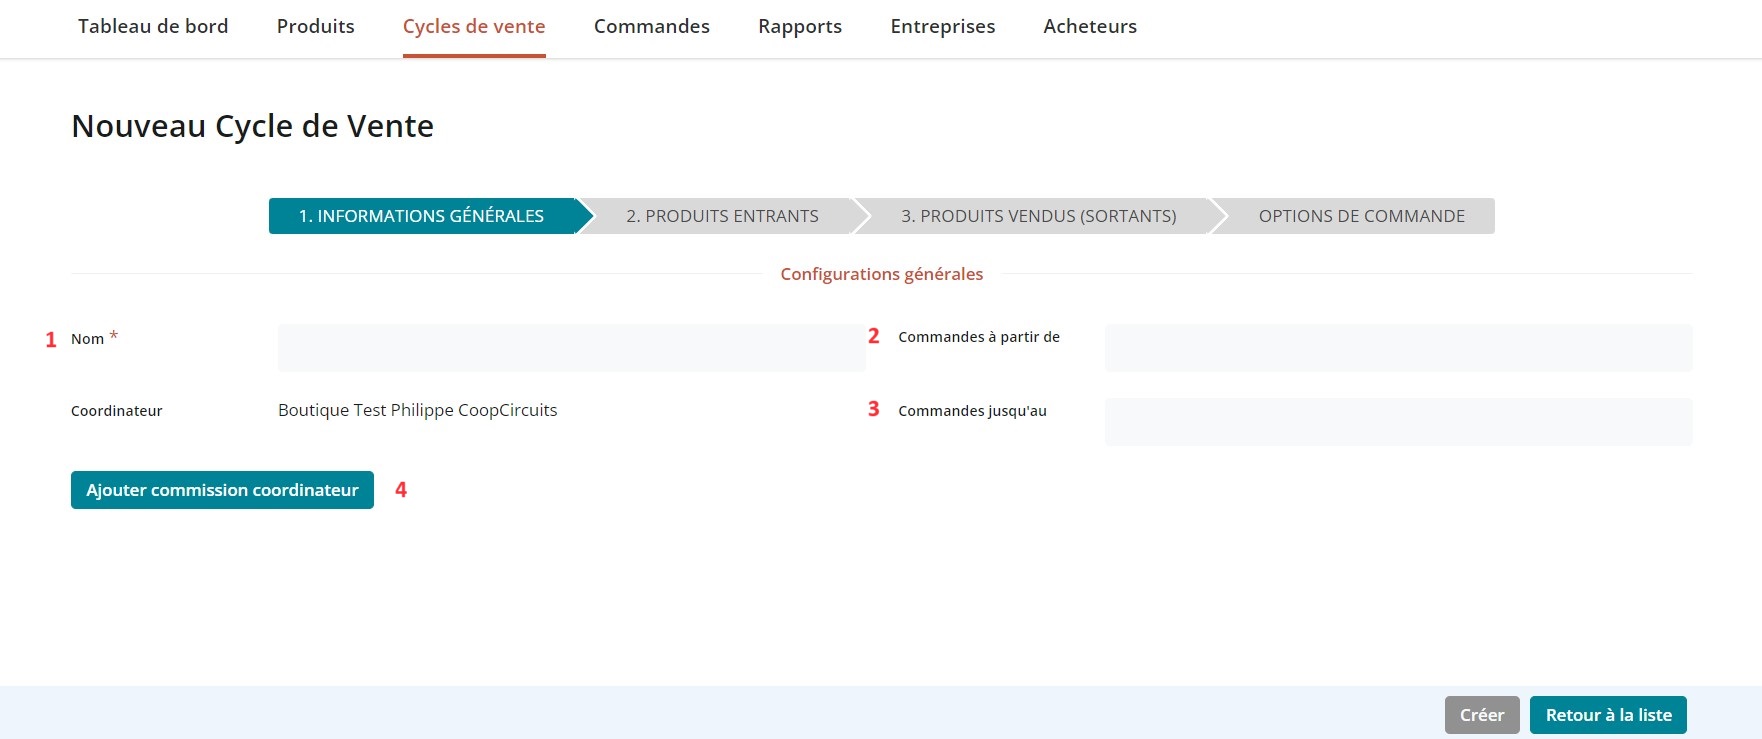 Tableau de bord Produits Cycles de vente Commandes Rapports Entreprises Acheteurs
Nouveau Cycle de Vente
1. INFORMATIONS GÉNÉRALES 2. PRODUITS ENTRANTS 3. PRODUITS VENDUS (SORTANTS) OPTIONS DE COMMANDE
Configurations générales
1 Nom * 2 Commandes à partir de
Coordinateur Boutique Test Philippe CoopCircuits 3 Commandes jusqu'au
Ajouter commission coordinateur 4
Créer Retour à la liste